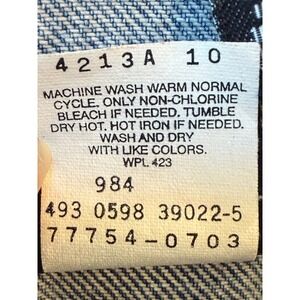 4213A 10
MACHINE WASH WARM NORMAL
CYCLE. ONLY NON-CHLORINE
BLEACH IF NEEDED. TUMBLE
DRY HOT. HOT IRON IF NEEDED.
WASH AND DRY
WITH LIKE COLORS.
WPL 423
984
493 0598 39022-5
77754-0703